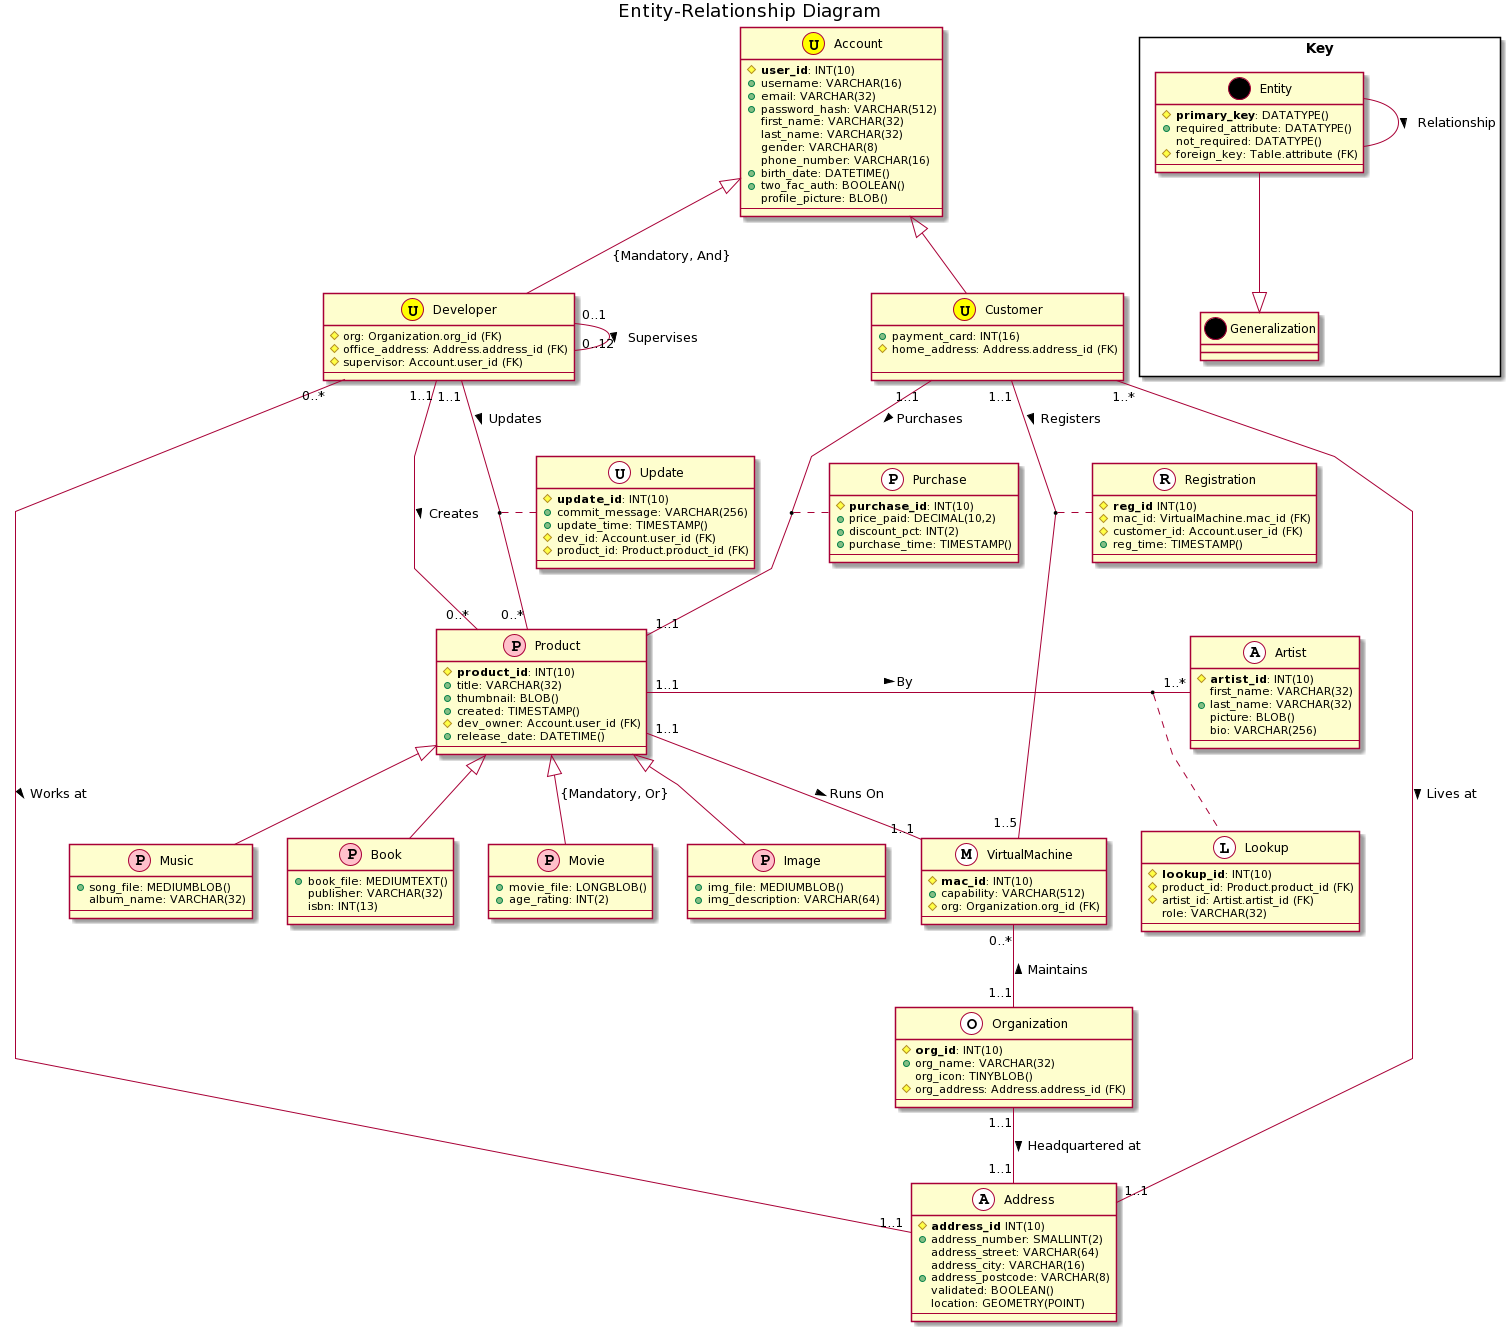 Entity-Relationship Diagram
U Account
user_id: INT(10)
username: VARCHAR(16)
email: VARCHAR(32)
password_hash: VARCHAR(512)
first_name: VARCHAR(32)
last_name: VARCHAR(32)
gender: VARCHAR(8)
phone_number: VARCHAR(16)
birth_date: DATETIME()
two_fac_auth: BOOLEAN()
profile_picture: BLOB()
Key
Entity
primary_key: DATATYPE()
required_attribute: DATATYPE()
not_required: DATATYPE()
foreign_key: Table.attribute (FK)
Relationship
Generalization
{Mandatory, And}
U Developer
org: Organization.org_id (FK)
office_address: Address.address_id (FK)
supervisor: Account.user_id (FK)
0..1
Supervises
0..12
U Customer
payment_card: INT(16)
home_address: Address.address_id (FK)
0..*
1..1
1..1
1..1
1..1
1..*
Updates
Purchases
Registers
U Update
update_id: INT(10)
commit_message: VARCHAR(256)
update_time: TIMESTAMP()
dev_id: Account.user_id (FK)
product_id: Product.product_id (FK)
P Purchase
purchase_id: INT(10)
price_paid: DECIMAL(10,2)
discount_pct: INT(2)
purchase_time: TIMESTAMP()
R Registration
reg_id INT(10)
mac_id: VirtualMachine.mac_id (FK)
customer_id: Account.user_id (FK)
reg_time: TIMESTAMP()
Creates
0..*
0..*
1..1
P Product
product_id: INT(10)
title: VARCHAR(32)
thumbnail: BLOB()
created: TIMESTAMP()
dev_owner: Account.user_id (FK)
release_date: DATETIME()
1..1
By
1..*
1..1
A Artist
artist_id: INT(10)
first_name: VARCHAR(32)
last_name: VARCHAR(32)
picture: BLOB()
bio: VARCHAR(256)
Works at
{Mandatory, Or}
Runs On
Lives at
1..1
1..5
P Music
song_file: MEDIUMBLOB()
album_name: VARCHAR(32)
P Book
book_file: MEDIUMTEXT()
publisher: VARCHAR(32)
isbn: INT(13)
P Movie
movie_file: LONGBLOB()
age_rating: INT(2)
P Image
img_file: MEDIUMBLOB()
img_description: VARCHAR(64)
M VirtualMachine
mac_id: INT(10)
capability: VARCHAR(512)
org: Organization.org_id (FK)
L Lookup
lookup_id: INT(10)
product_id: Product.product_id (FK)
artist_id: Artist.artist_id (FK)
role: VARCHAR(32)
0..*
Maintains
1..1
O Organization
org_id: INT(10)
org_name: VARCHAR(32)
org_icon: TINYBLOB()
org_address: Address.address_id (FK)
1..1
Headquartered at
1..1
1..1
1..1
A Address
address_id INT(10)
address_number: SMALLINT(2)
address_street: VARCHAR(64)
address_city: VARCHAR(16)
address_postcode: VARCHAR(8)
validated: BOOLEAN()
location: GEOMETRY(POINT)